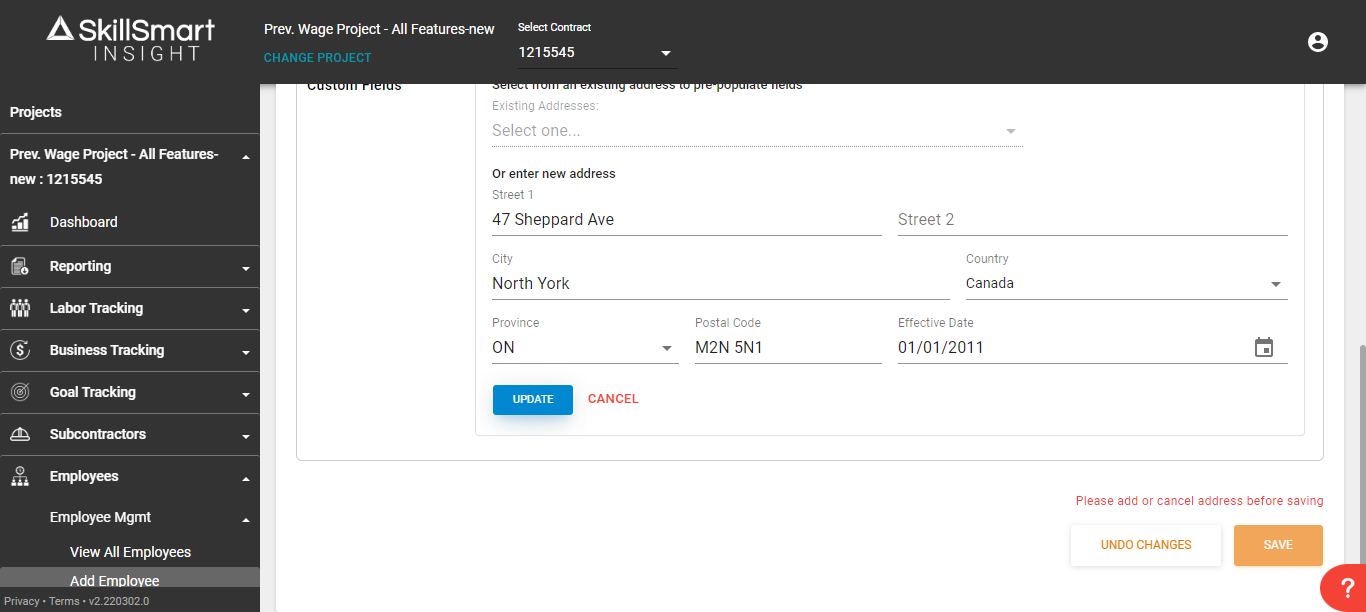 SkillSmart
INSIGHT
Prev. Wage Project - All Features-new
CHANGE PROJECT
Select Contract
1215545
Projects
Prev. Wage Project - All Features-
new : 1215545
Dashboard
Reporting
Labor Tracking
Business Tracking
Goal Tracking
Subcontractors
Employees
Employee Mgmt
View All Employees
Add Employee
Privacy • Terms • v2.220302.0
Custom Fields
Select from an existing address to pre-populate fields
Existing Addresses:
Select one...
Or enter new address
Street 1
47 Sheppard Ave
Street 2
City
North York
Country
Canada
Province
ON
Postal Code
M2N 5N1
Effective Date
01/01/2011
UPDATE
CANCEL
Please add or cancel address before saving
UNDO CHANGES
SAVE
?